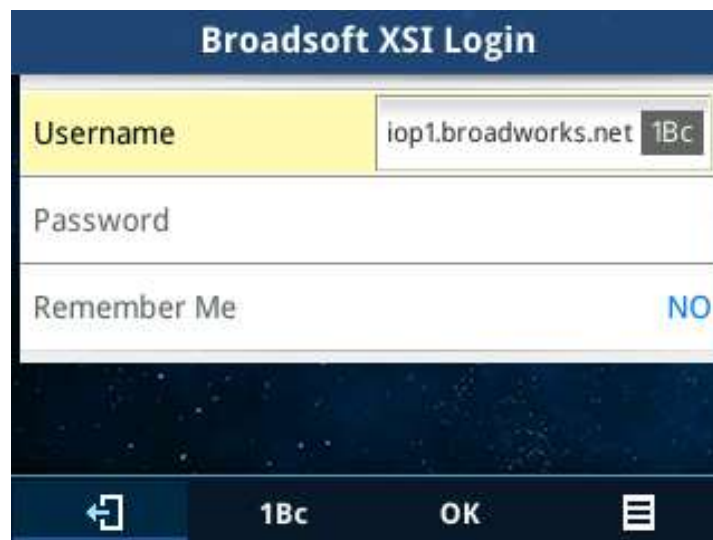 Broadsoft XSI Login
Username iop1.broadworks.net 1Bc
Password
Remember Me NO
1Bc OK